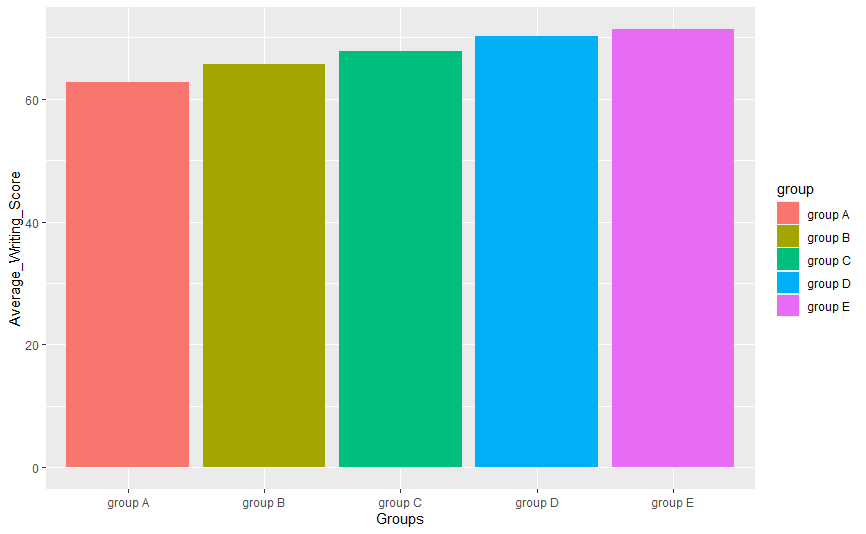 Average_Writing_Score
60
40
20
0
group A
group B
group C
group D
group E
Groups
group
group A
group B
group C
group D
group E